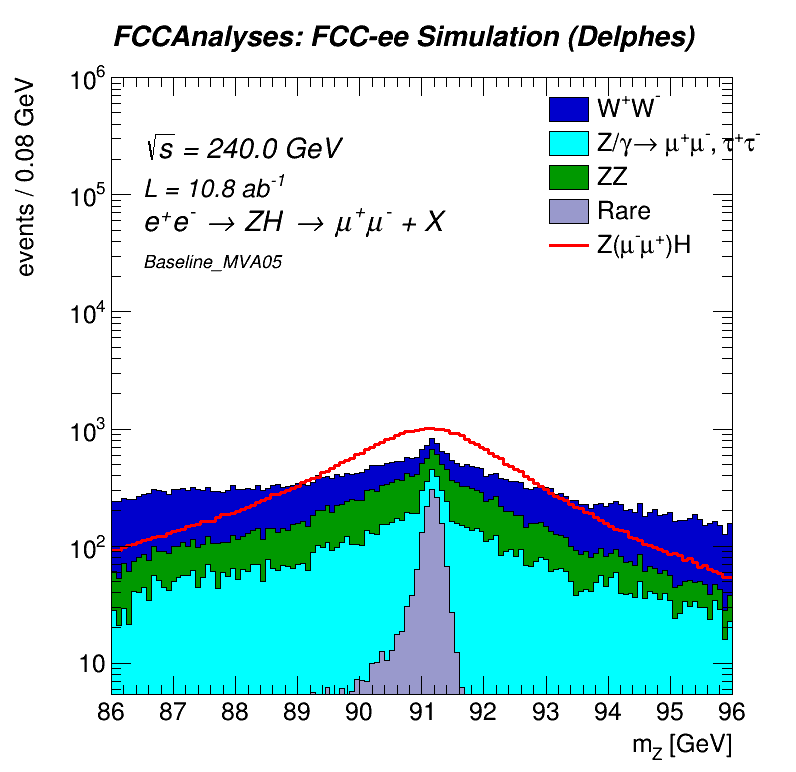 FCCAnalyses: FCC-ee Simulation (Delphes)
events / 0.08 GeV
10⁶
10⁵
10⁴
10³
10²
10
√s = 240.0 GeV
L = 10.8 ab⁻¹
e⁺e⁻ → ZH → μ⁺μ⁻ + X
Baseline_MVA05
W⁺W⁻
Z/γ→ μ⁺μ⁻, τ⁺τ⁻
ZZ
Rare
Z(μ⁻μ⁺)H
86 87 88 89 90 91 92 93 94 95 96
m_Z [GeV]